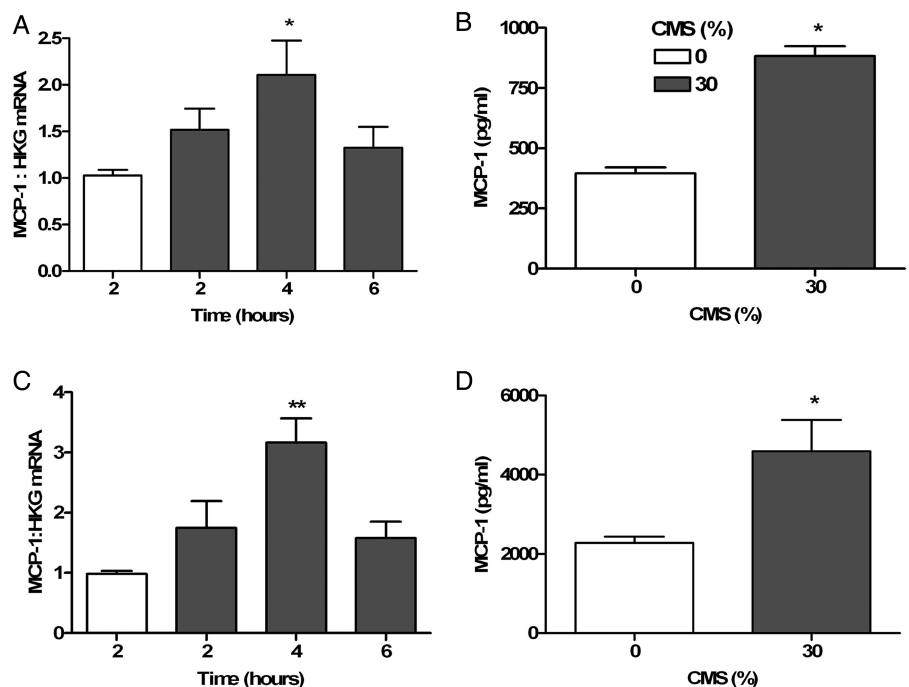 A
MCP-1 : HKG mRNA
2.5
2.0
1.5
1.0
0.5
0.0
*
2 2 4 6
Time (hours)
B
MCP-1 (pg/ml)
1000
750
500
250
0
CMS (%)
0
30
*
0 30
CMS (%)
C
MCP-1:HKG mRNA
4
3
2
1
0
**
2 2 4 6
Time (hours)
D
MCP-1 (pg/ml)
6000
4000
2000
0
*
0 30
CMS (%)